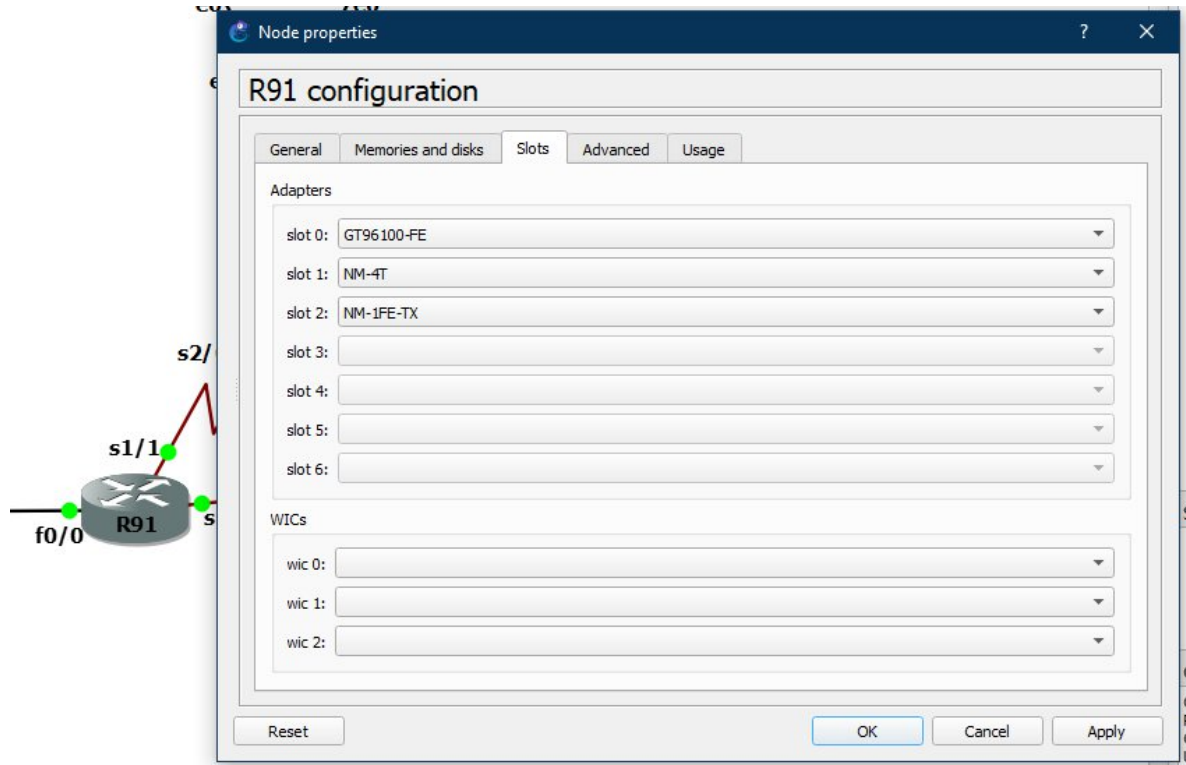 Node properties
?
R91 configuration
General Memories and disks Slots Advanced Usage
Adapters
slot 0: GT96100-FE
slot 1: NM-4T
slot 2: NM-1FE-TX
slot 3:
slot 4:
slot 5:
slot 6:
WICs
wic 0:
wic 1:
wic 2:
Reset OK Cancel Apply
s2/
s1/1
R91
s
f0/0